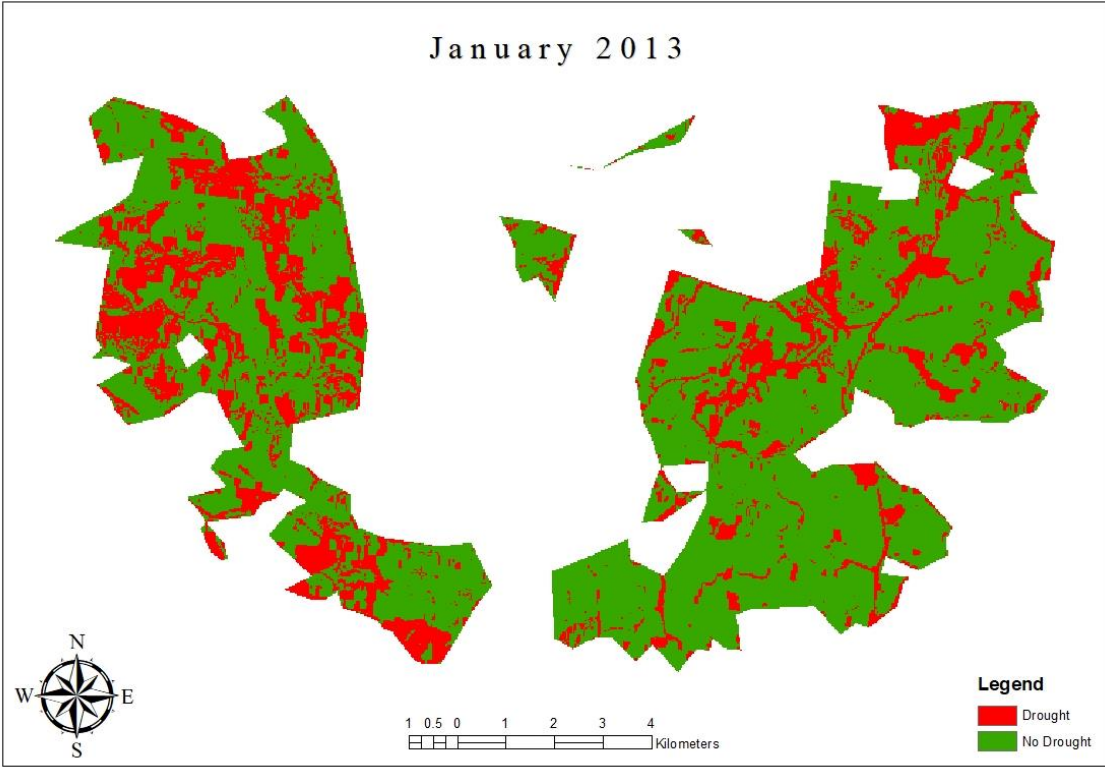 January 2013
N
W E
S
1 0.5 0 1 2 3 4
Kilometers
Legend
Drought
No Drought